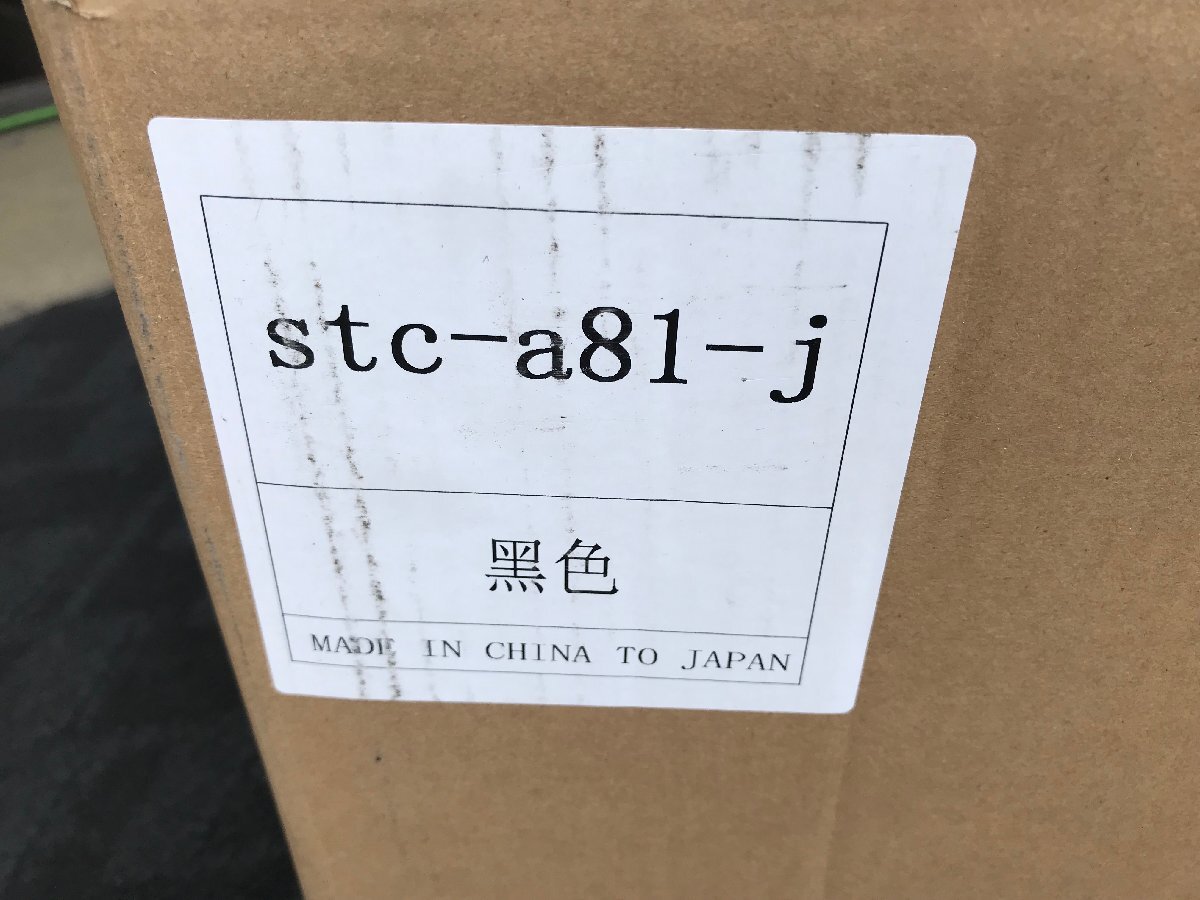 stc-a81-j
黑色
MADE IN CHINA TO JAPAN